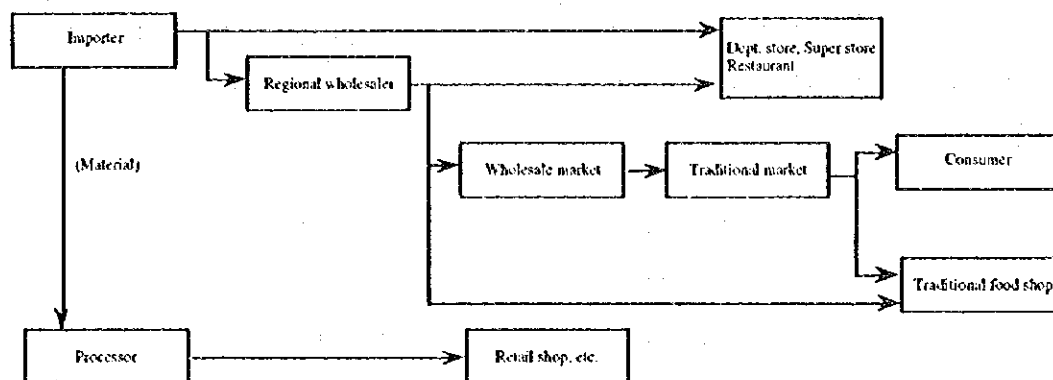 Importer
Dept. store, Super store
Restaurant
Regional wholesaler
(Material)
Wholesale market
Traditional market
Consumer
Traditional food shop
Processor
Retail shop, etc.